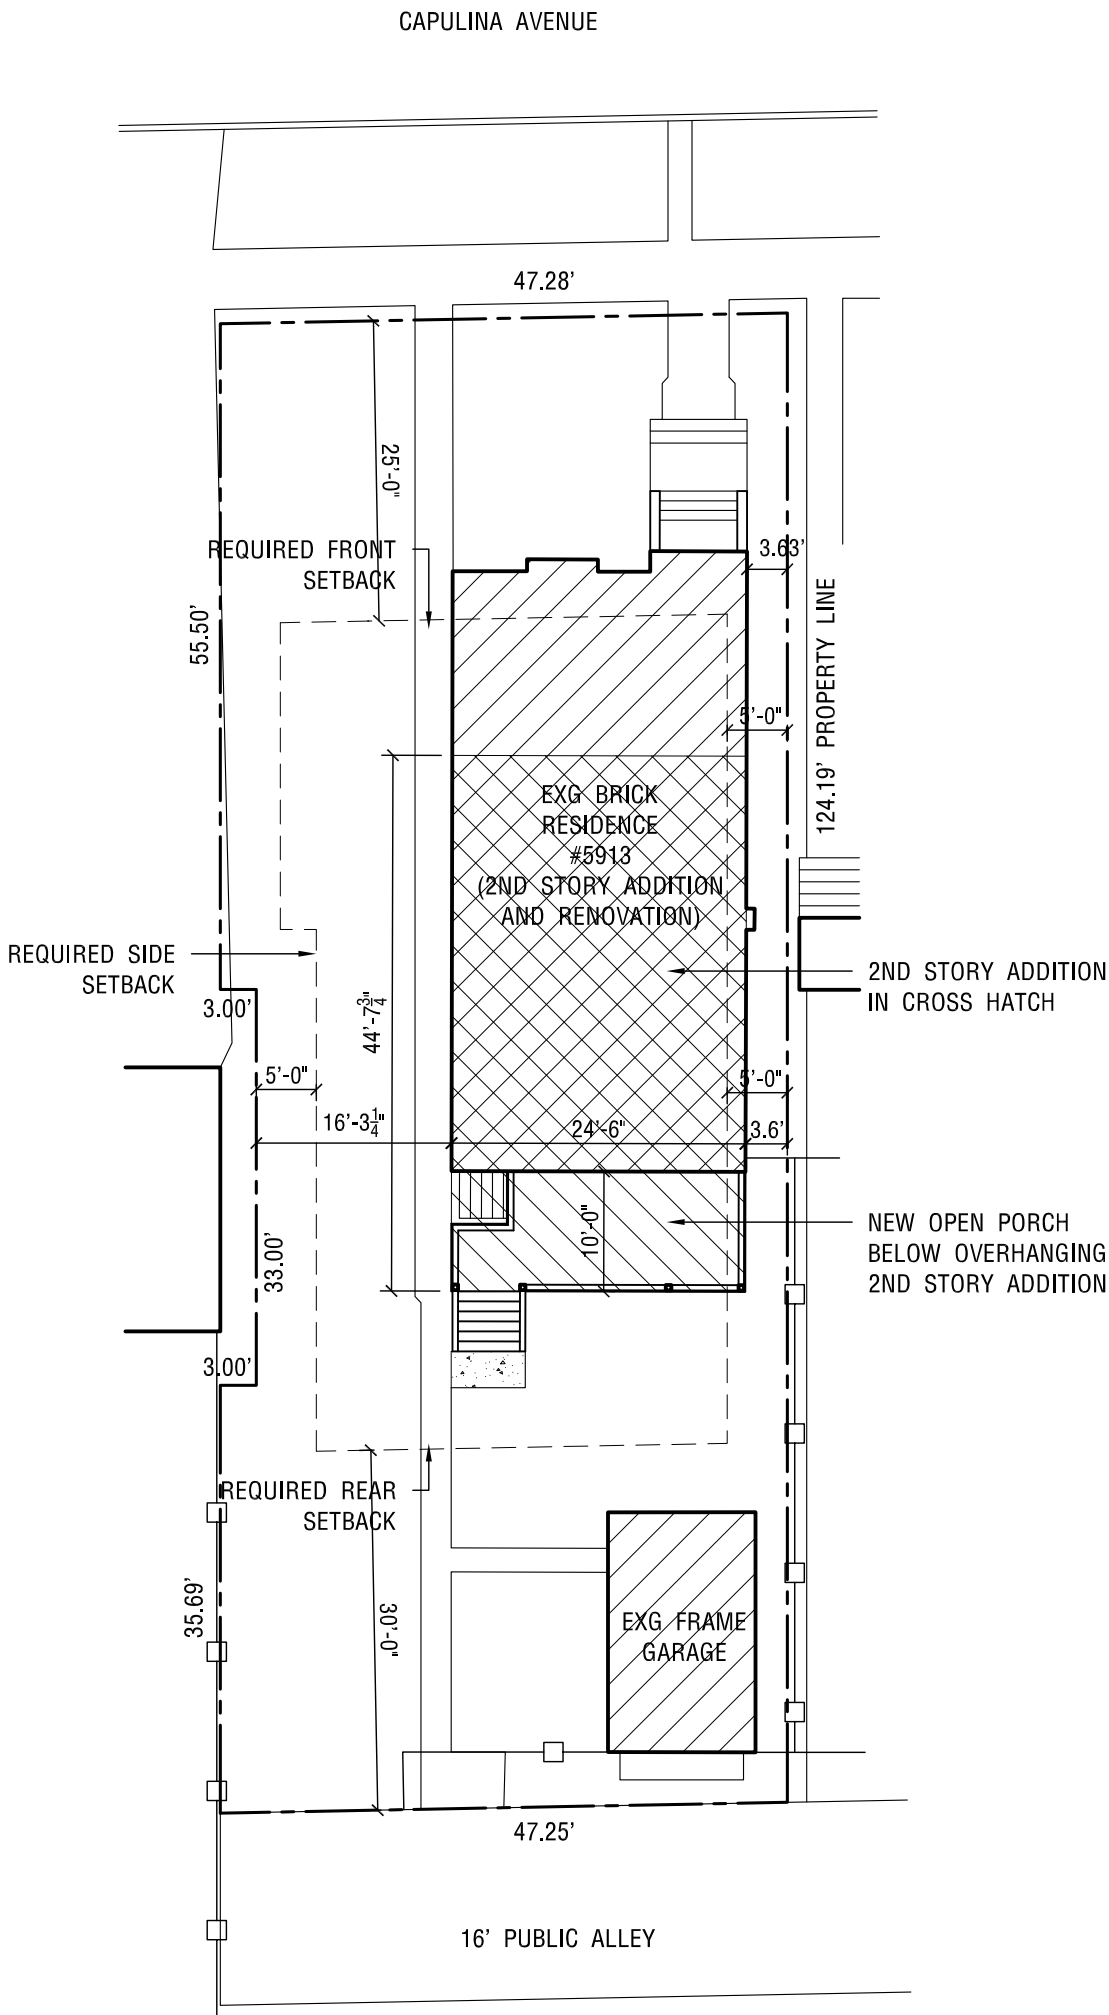 CAPULINA AVENUE
47.28'
25'-0"
REQUIRED FRONT
SETBACK
3.63'
55.50'
124.19' PROPERTY LINE
5'-0"
EXG BRICK
RESIDENCE
#5913
(2ND STORY ADDITION
AND RENOVATION)
REQUIRED SIDE
SETBACK
2ND STORY ADDITION
IN CROSS HATCH
3.00'
44'-7 3/4"
5'-0"
5'-0"
16'-3 1/4"
24'-6"
3.6'
10'-0"
NEW OPEN PORCH
BELOW OVERHANGING
2ND STORY ADDITION
33.00'
3.00'
REQUIRED REAR
SETBACK
35.69'
30'-0"
EXG FRAME
GARAGE
47.25'
16' PUBLIC ALLEY